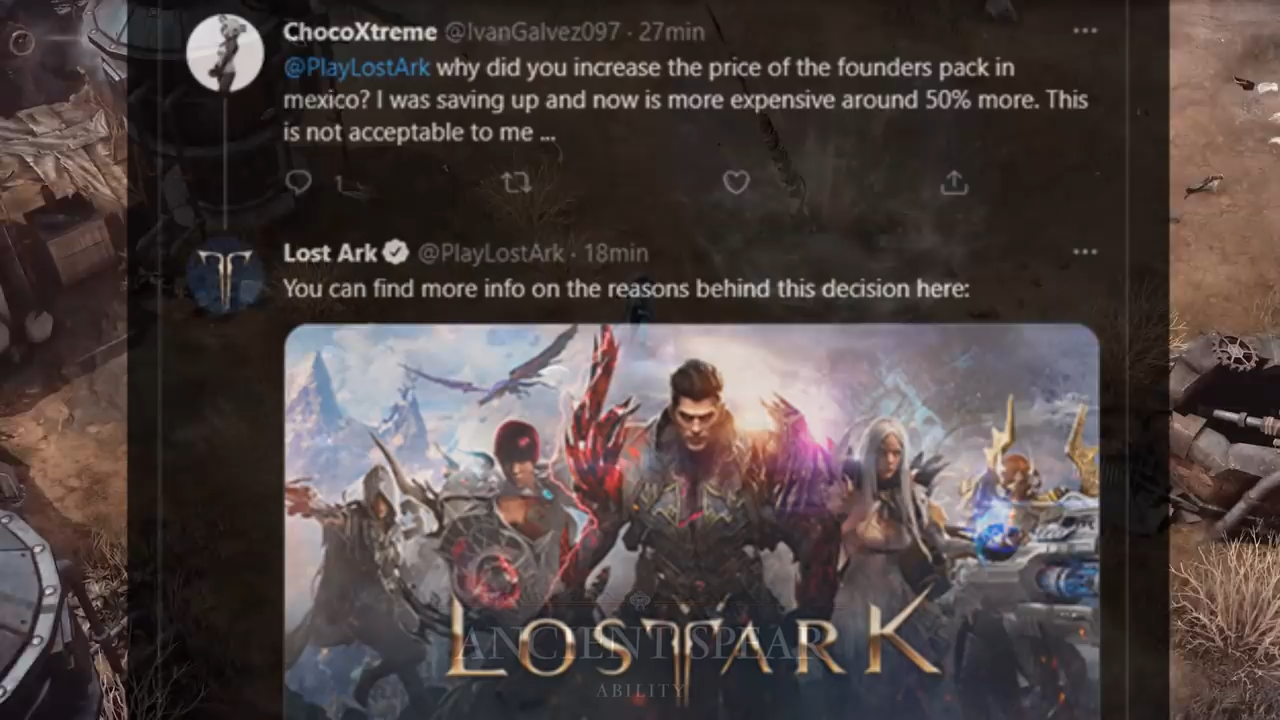 ChocoXtreme @IvanGalvez097 · 27min
@PlayLostArk why did you increase the price of the founders pack in
mexico? I was saving up and now is more expensive around 50% more. This
is not acceptable to me ...
1
Lost Ark @PlayLostArk · 18min
You can find more info on the reasons behind this decision here:
LOST ARK
ANCIENT SPEAR
ABILITY